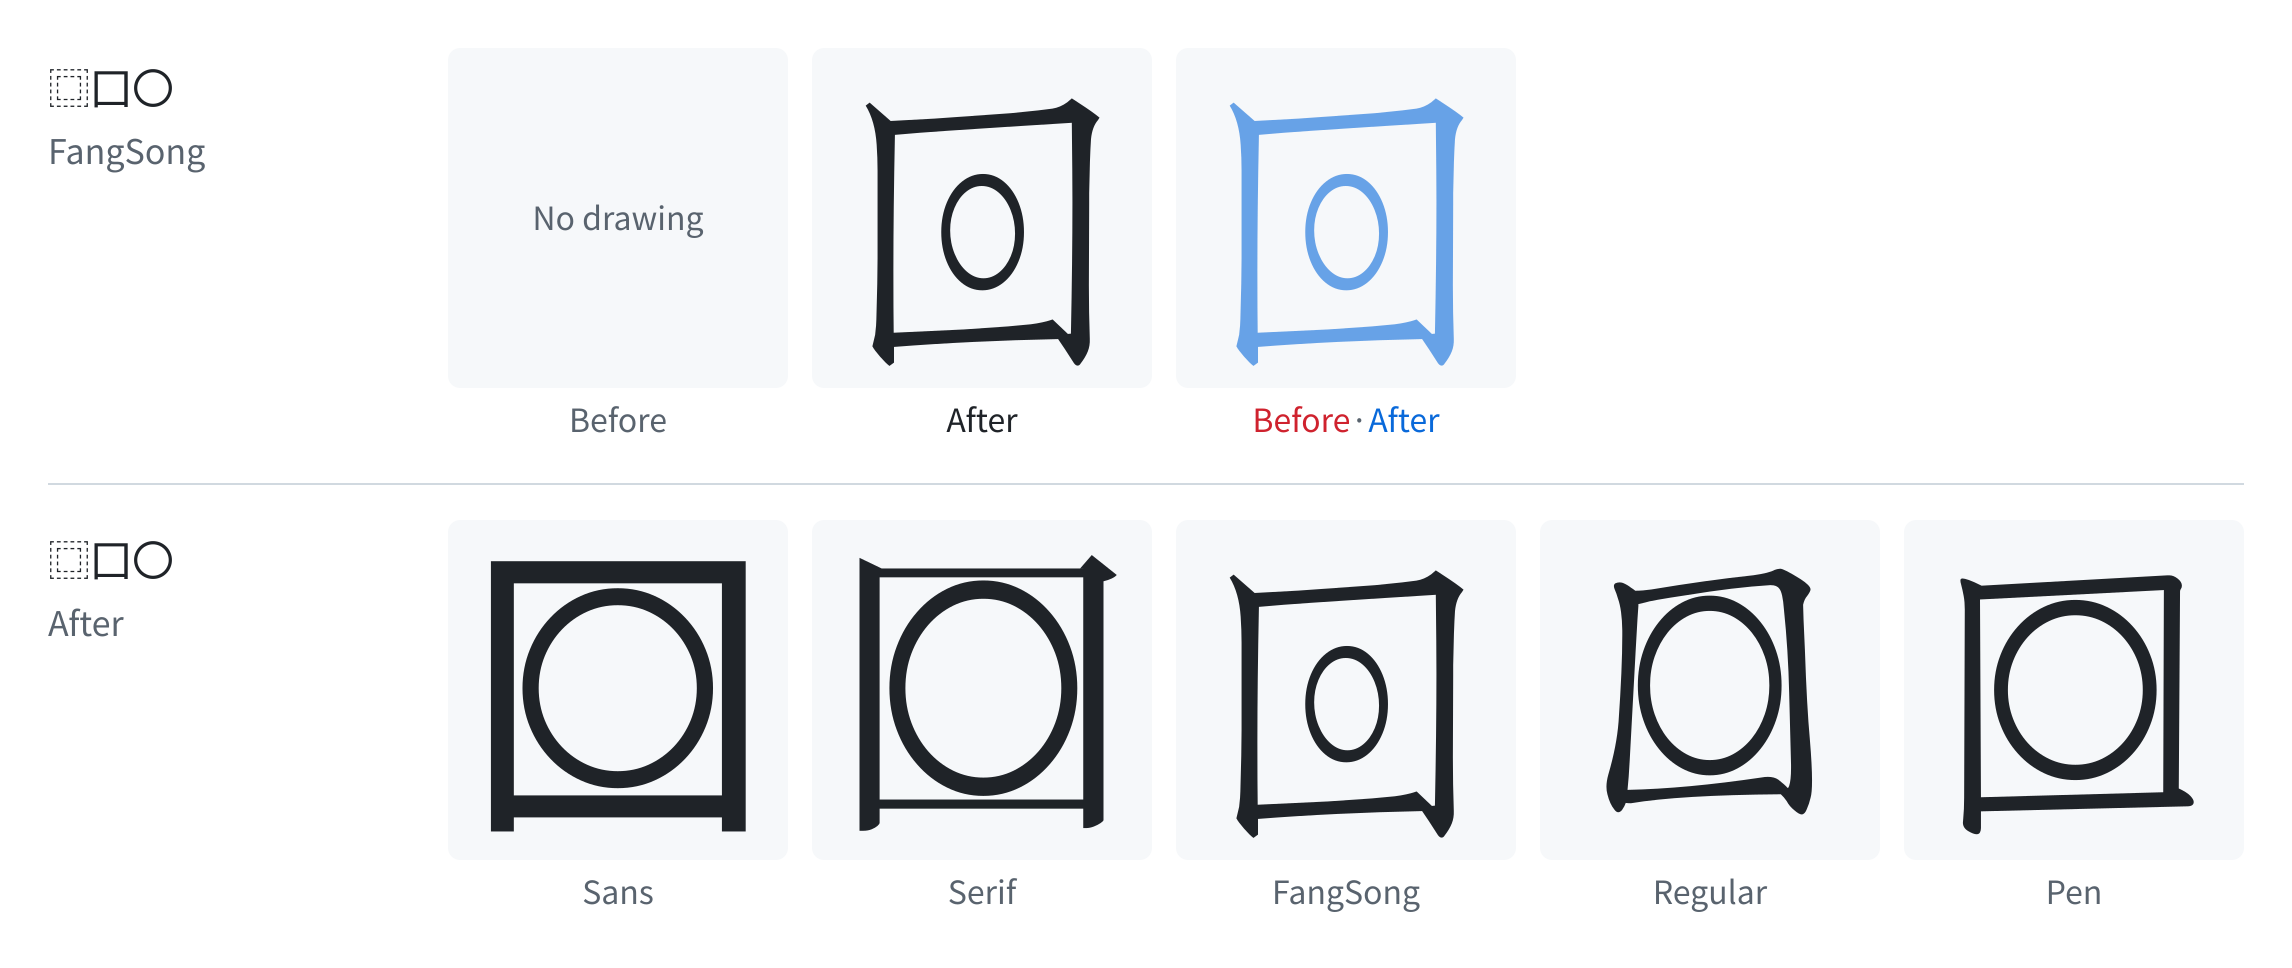 ⿴口○
FangSong
No drawing
Before
After
Before · After
⿴口○
After
Sans
Serif
FangSong
Regular
Pen